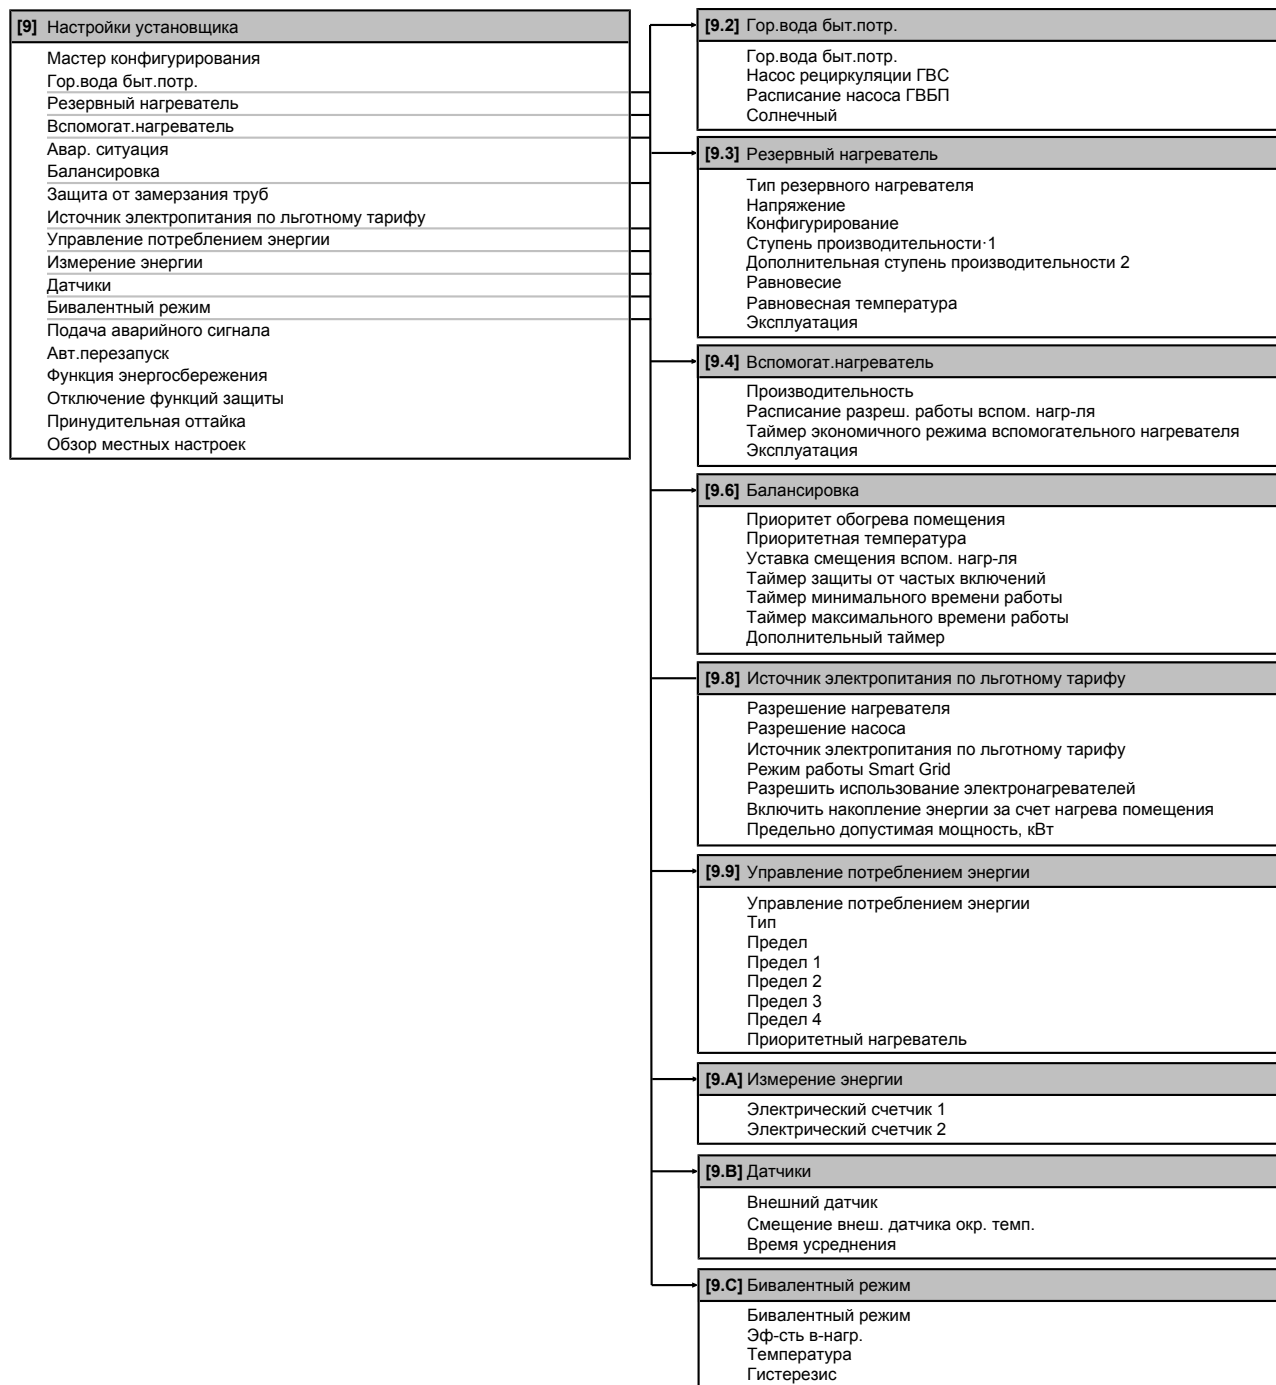 [9] Настройки установщика
Мастер конфигурирования
Гор.вода быт.потр.
Резервный нагреватель
Вспомогат.нагреватель
Авар. ситуация
Балансировка
Защита от замерзания труб
Источник электропитания по льготному тарифу
Управление потреблением энергии
Измерение энергии
Датчики
Бивалентный режим
Подача аварийного сигнала
Авт.перезапуск
Функция энергосбережения
Отключение функций защиты
Принудительная оттайка
Обзор местных настроек
[9.2] Гор.вода быт.потр.
Гор.вода быт.потр.
Насос рециркуляции ГВС
Расписание насоса ГВБП
Солнечный
[9.3] Резервный нагреватель
Тип резервного нагревателя
Напряжение
Конфигурирование
Ступень производительности·1
Дополнительная ступень производительности 2
Равновесие
Равновесная температура
Эксплуатация
[9.4] Вспомогат.нагреватель
Производительность
Расписание разреш. работы вспом. нагр-ля
Таймер экономичного режима вспомогательного нагревателя
Эксплуатация
[9.6] Балансировка
Приоритет обогрева помещения
Приоритетная температура
Уставка смещения вспом. нагр-ля
Таймер защиты от частых включений
Таймер минимального времени работы
Таймер максимального времени работы
Дополнительный таймер
[9.8] Источник электропитания по льготному тарифу
Разрешение нагревателя
Разрешение насоса
Источник электропитания по льготному тарифу
Режим работы Smart Grid
Разрешить использование электронагревателей
Включить накопление энергии за счет нагрева помещения
Предельно допустимая мощность, кВт
[9.9] Управление потреблением энергии
Управление потреблением энергии
Тип
Предел
Предел 1
Предел 2
Предел 3
Предел 4
Приоритетный нагреватель
[9.A] Измерение энергии
Электрический счетчик 1
Электрический счетчик 2
[9.B] Датчики
Внешний датчик
Смещение внеш. датчика окр. темп.
Время усреднения
[9.C] Бивалентный режим
Бивалентный режим
Эф-сть в-нагр.
Температура
Гистерезис